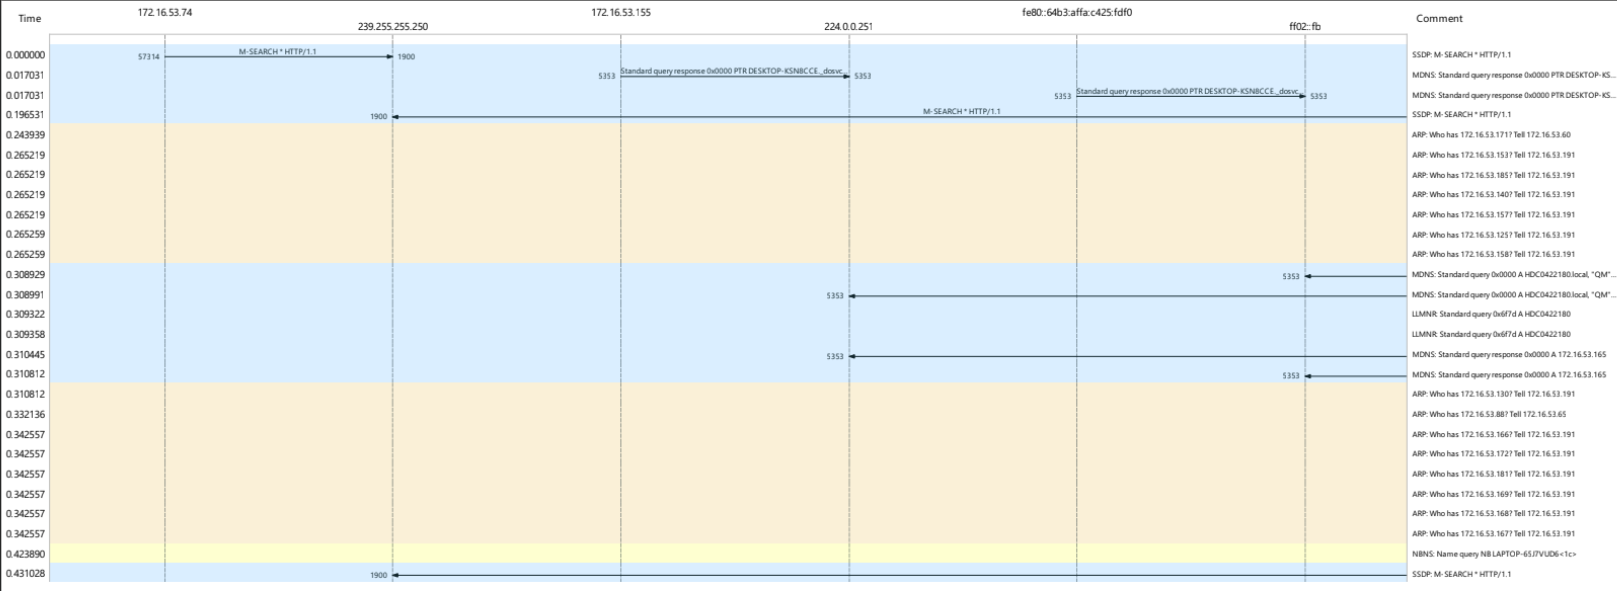 172.16.53.74 172.16.53.155 fe80::64b3:affa:c425:fdf0
Time Comment
239.255.255.250 224.0.0.251 ff02::fb
0.000000 57314 M-SEARCH * HTTP/1.1 1900 SSDP: M-SEARCH * HTTP/1.1
0.017031 5353 Standard query response 0x0000 PTR DESKTOP-KSN8CCE._dosvc... 5353 MDNS: Standard query response 0x0000 PTR DESKTOP-KS...
0.017031 5353 Standard query response 0x0000 PTR DESKTOP-KSN8CCE._dosvc... 5353 MDNS: Standard query response 0x0000 PTR DESKTOP-KS...
0.196531 1900 M-SEARCH * HTTP/1.1 SSDP: M-SEARCH * HTTP/1.1
0.243939 ARP: Who has 172.16.53.171? Tell 172.16.53.60
0.265219 ARP: Who has 172.16.53.153? Tell 172.16.53.191
0.265219 ARP: Who has 172.16.53.185? Tell 172.16.53.191
0.265219 ARP: Who has 172.16.53.140? Tell 172.16.53.191
0.265219 ARP: Who has 172.16.53.157? Tell 172.16.53.191
0.265259 ARP: Who has 172.16.53.125? Tell 172.16.53.191
0.265259 ARP: Who has 172.16.53.158? Tell 172.16.53.191
0.308929 5353 MDNS: Standard query 0x0000 A HDC0422180.local, "QM"...
0.308991 5353 MDNS: Standard query 0x0000 A HDC0422180.local, "QM"...
0.309322 LLMNR: Standard query 0x6f7d A HDC0422180
0.309358 LLMNR: Standard query 0x6f7d A HDC0422180
0.310445 5353 MDNS: Standard query response 0x0000 A 172.16.53.165
0.310812 5353 MDNS: Standard query response 0x0000 A 172.16.53.165
0.310812 ARP: Who has 172.16.53.130? Tell 172.16.53.191
0.332136 ARP: Who has 172.16.53.88? Tell 172.16.53.65
0.342557 ARP: Who has 172.16.53.166? Tell 172.16.53.191
0.342557 ARP: Who has 172.16.53.172? Tell 172.16.53.191
0.342557 ARP: Who has 172.16.53.181? Tell 172.16.53.191
0.342557 ARP: Who has 172.16.53.169? Tell 172.16.53.191
0.342557 ARP: Who has 172.16.53.168? Tell 172.16.53.191
0.342557 ARP: Who has 172.16.53.167? Tell 172.16.53.191
0.423890 NBNS: Name query NB LAPTOP-65J7VUD6<1c>
0.431028 1900 SSDP: M-SEARCH * HTTP/1.1